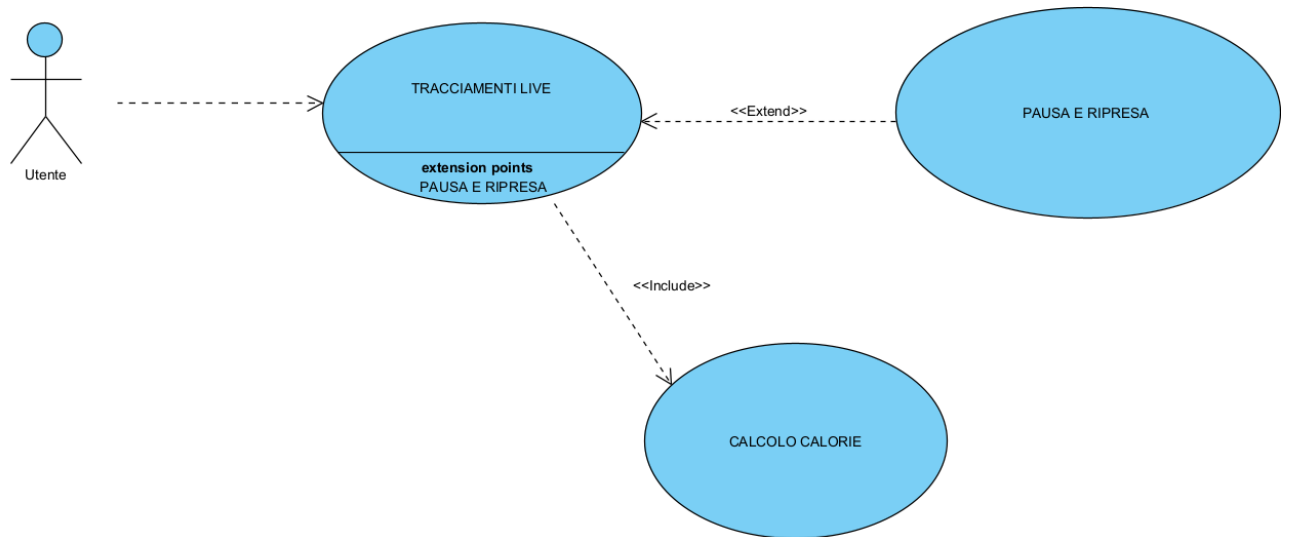 TRACCIAMENTI LIVE
<<Extend>>
PAUSA E RIPRESA
extension points
PAUSA E RIPRESA
Utente
<<Include>>
CALCOLO CALORIE